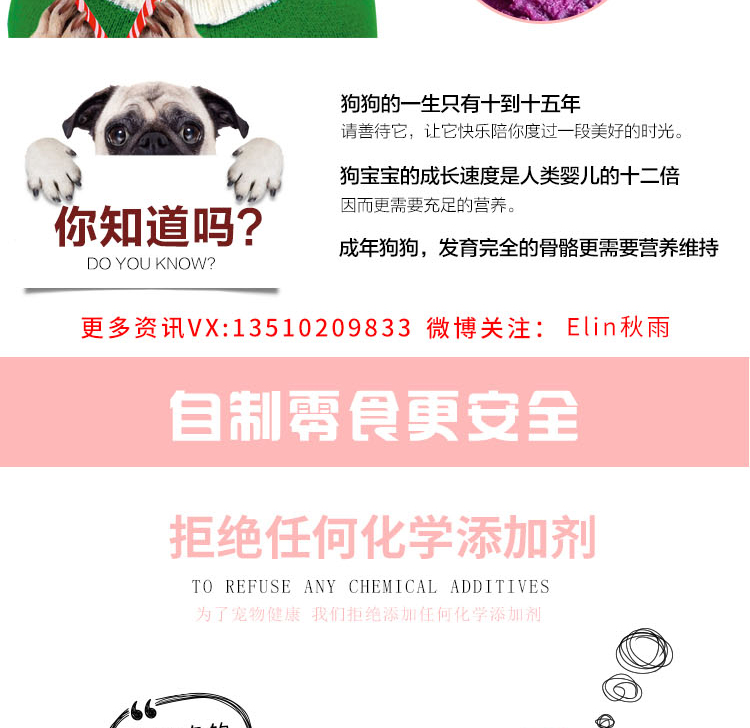 狗狗的一生只有十到十五年
请善待它，让它快乐陪你度过一段美好的时光。
狗宝宝的成长速度是人类婴儿的十二倍
因而更需要充足的营养。
成年狗狗，发育完全的骨骼更需要营养维持
你知道吗?
DO YOU KNOW?
更多资讯VX:13510209833 微博关注： Elin秋雨
自制零食更安全
拒绝任何化学添加剂
TO REFUSE ANY CHEMICAL ADDITIVES
为了宠物健康 我们拒绝添加任何化学添加剂